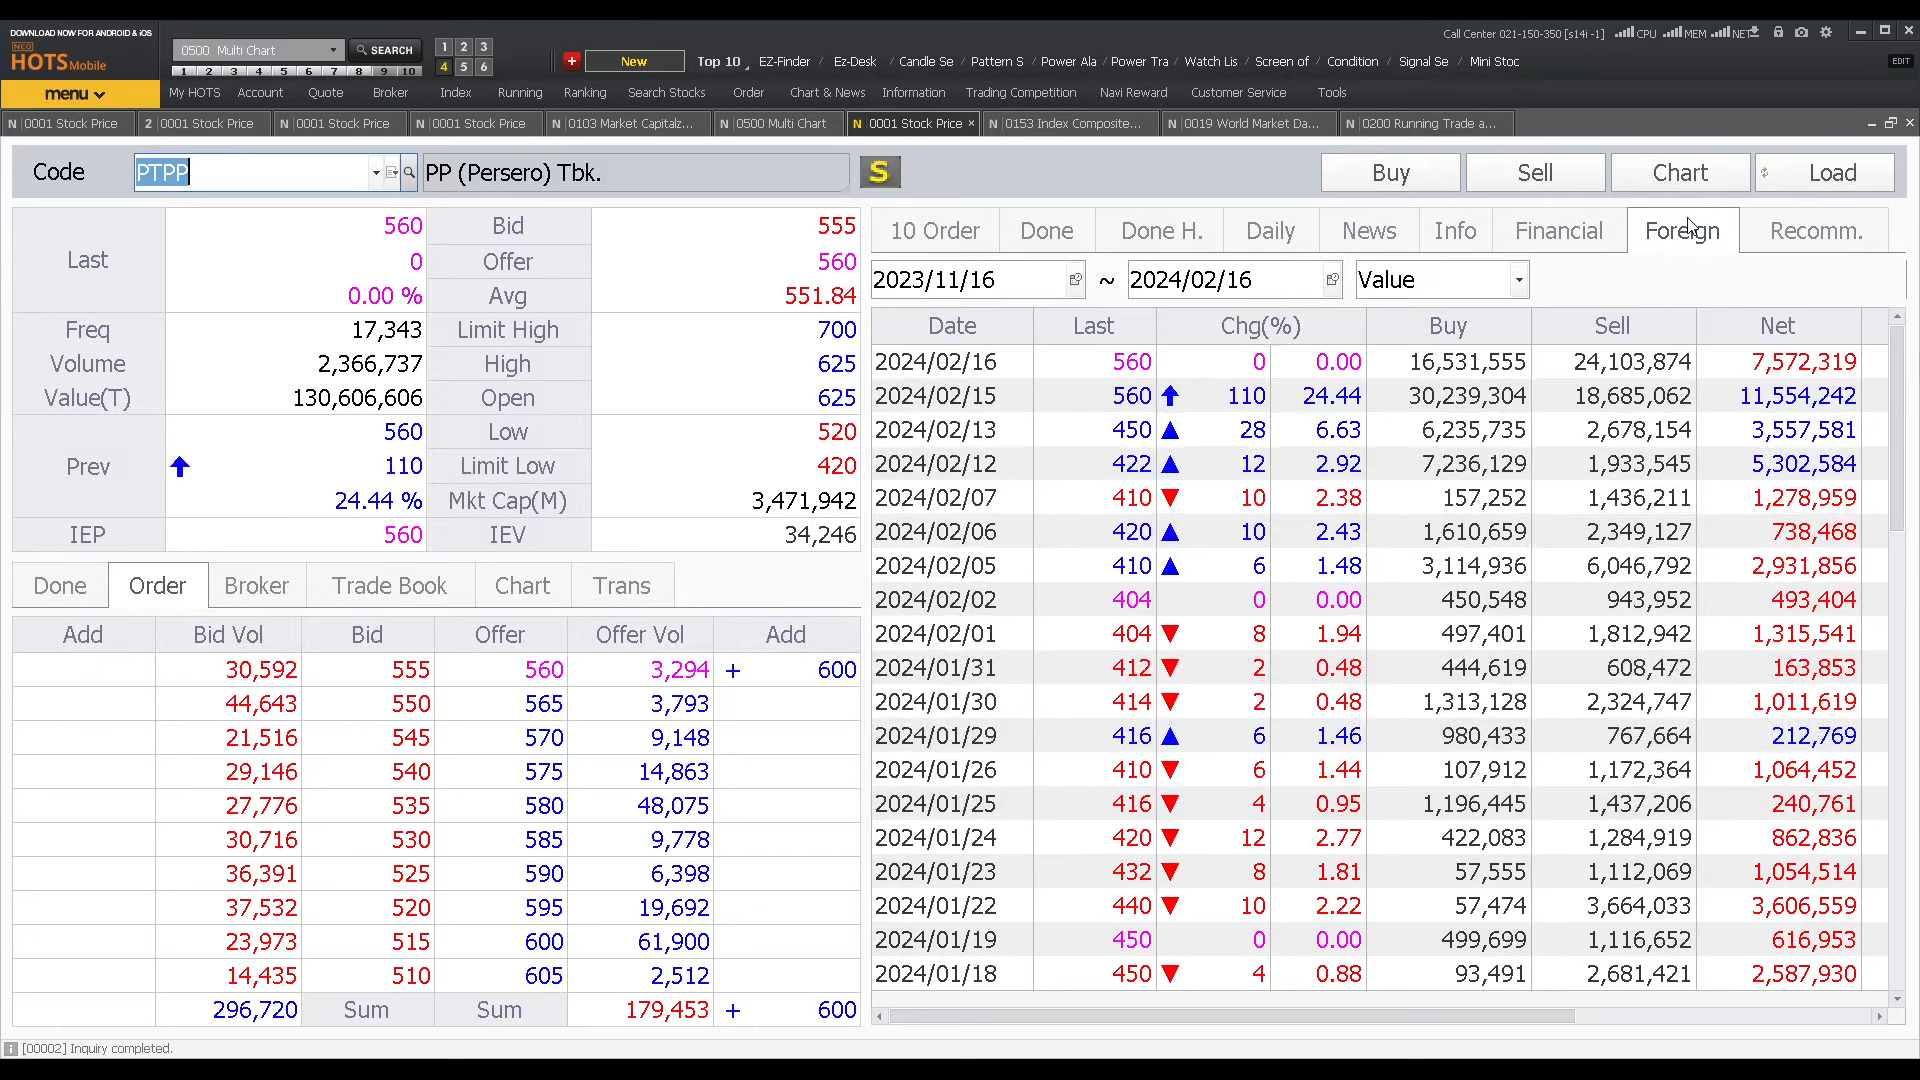 DOWNLOAD NOW FOR ANDROID & iOS
NEO
HOTS Mobile
menu
0500 Multi Chart
SEARCH
1 2 3 4 5 6 7 8 9 10
1 2 3
4 5 6
New
Call Center 021-150-350 [s14i -1] CPU MEM NET
Top 10 EZ-Finder / Ez-Desk / Candle Se / Pattern S / Power Ala / Power Tra / Watch Lis / Screen of / Condition / Signal Se / Mini Stoc
EDIT
My HOTS Account Quote Broker Index Running Ranking Search Stocks Order Chart & News Information Trading Competition Navi Reward Customer Service Tools
N 0001 Stock Price 2 0001 Stock Price N 0001 Stock Price N 0001 Stock Price N 0103 Market Capitalz... N 0500 Multi Chart N 0001 Stock Price × N 0153 Index Composite... N 0019 World Market Da... N 0200 Running Trade a...
Code PTPP PP (Persero) Tbk. S Buy Sell Chart Load
Last 560 Bid 555
0 Offer 560
0.00 % Avg 551.84
Freq 17,343 Limit High 700
Volume 2,366,737 High 625
Value(T) 130,606,606 Open 625
560 Low 520
Prev 110 Limit Low 420
24.44 % Mkt Cap(M) 3,471,942
IEP 560 IEV 34,246
Done Order Broker Trade Book Chart Trans
Add Bid Vol Bid Offer Offer Vol Add
30,592 555 560 3,294 + 600
44,643 550 565 3,793
21,516 545 570 9,148
29,146 540 575 14,863
27,776 535 580 48,075
30,716 530 585 9,778
36,391 525 590 6,398
37,532 520 595 19,692
23,973 515 600 61,900
14,435 510 605 2,512
296,720 Sum Sum 179,453 + 600
10 Order Done Done H. Daily News Info Financial Foreign Recomm.
2023/11/16 ~ 2024/02/16 Value
Date Last Chg(%) Buy Sell Net
2024/02/16 560 0 0.00 16,531,555 24,103,874 7,572,319
2024/02/15 560 110 24.44 30,239,304 18,685,062 11,554,242
2024/02/13 450 28 6.63 6,235,735 2,678,154 3,557,581
2024/02/12 422 12 2.92 7,236,129 1,933,545 5,302,584
2024/02/07 410 10 2.38 157,252 1,436,211 1,278,959
2024/02/06 420 10 2.43 1,610,659 2,349,127 738,468
2024/02/05 410 6 1.48 3,114,936 6,046,792 2,931,856
2024/02/02 404 0 0.00 450,548 943,952 493,404
2024/02/01 404 8 1.94 497,401 1,812,942 1,315,541
2024/01/31 412 2 0.48 444,619 608,472 163,853
2024/01/30 414 2 0.48 1,313,128 2,324,747 1,011,619
2024/01/29 416 6 1.46 980,433 767,664 212,769
2024/01/26 410 6 1.44 107,912 1,172,364 1,064,452
2024/01/25 416 4 0.95 1,196,445 1,437,206 240,761
2024/01/24 420 12 2.77 422,083 1,284,919 862,836
2024/01/23 432 8 1.81 57,555 1,112,069 1,054,514
2024/01/22 440 10 2.22 57,474 3,664,033 3,606,559
2024/01/19 450 0 0.00 499,699 1,116,652 616,953
2024/01/18 450 4 0.88 93,491 2,681,421 2,587,930
[00002] Inquiry completed.